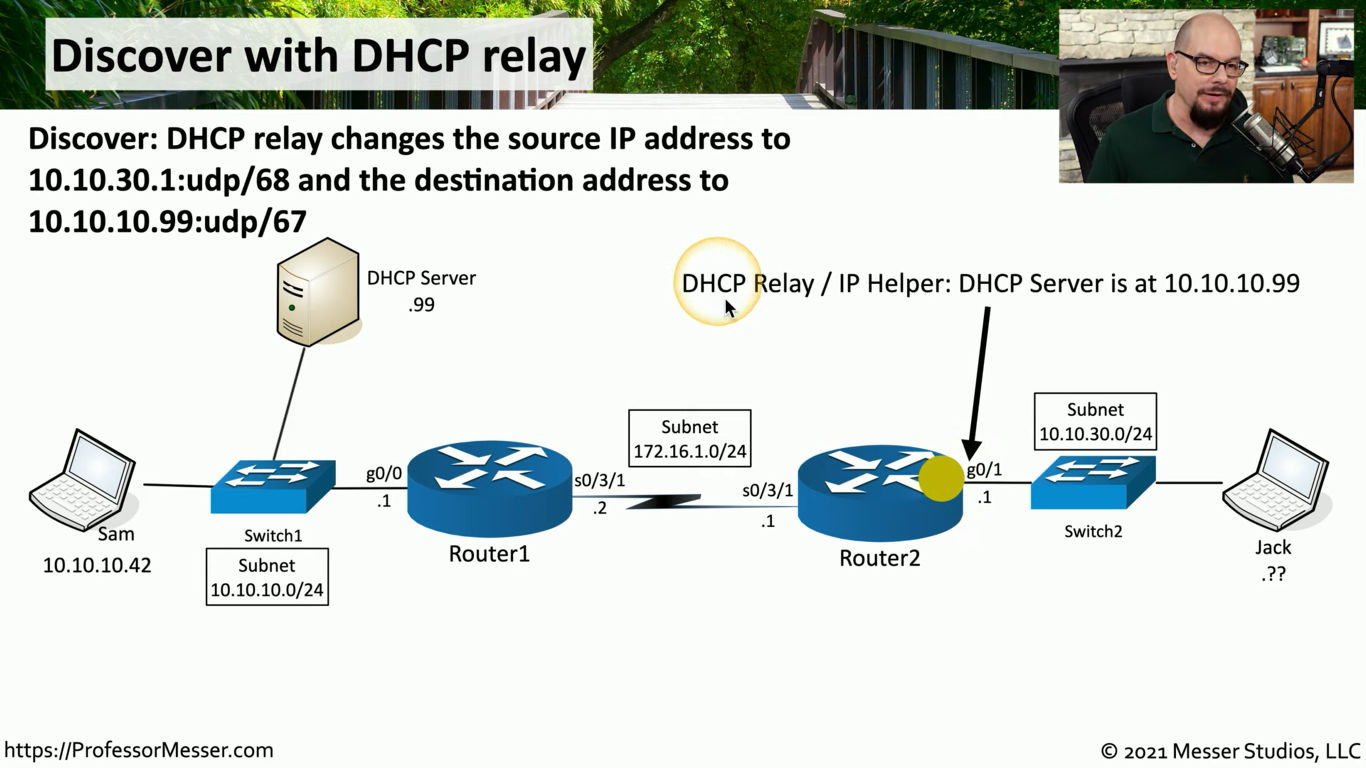 Discover with DHCP relay
Discover: DHCP relay changes the source IP address to
10.10.30.1:udp/68 and the destination address to
10.10.10.99:udp/67
DHCP Server
.99
DHCP Relay / IP Helper: DHCP Server is at 10.10.10.99
Subnet
172.16.1.0/24
Subnet
10.10.30.0/24
g0/0
.1
s0/3/1
.2
s0/3/1
.1
g0/1
.1
Sam
10.10.10.42
Switch1
Subnet
10.10.10.0/24
Router1
Router2
Switch2
Jack
.??
https://ProfessorMesser.com
© 2021 Messer Studios, LLC